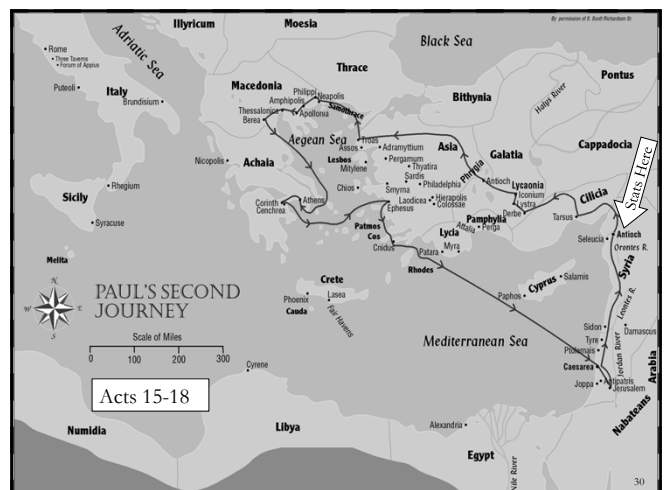 By permission of D. Scott Richardson Sr.
Illyricum
Moesia
Black Sea
Adriatic Sea
Rome
Three Taverns
Forum of Appius
Puteoli
Italy
Brundisium
Thrace
Macedonia
Philippi
Neapolis
Amphipolis
Thessalonica
Apollonia
Berea
Samothrace
Bithynia
Pontus
Halys River
Aegean Sea
Troas
Assos
Adramyttium
Asia
Galatia
Cappadocia
Nicopolis
Achaia
Lesbos
Mitylene
Pergamum
Thyatira
Sardis
Phrygia
Antioch
Lycaonia
Iconium
Lystra
Derbe
Cilicia
Tarsus
Stats Here
Sicily
Rhegium
Syracuse
Chios
Smyrna
Philadelphia
Athens
Corinth
Cenchrea
Ephesus
Laodicea
Hierapolis
Colossae
Pamphylia
Attalia
Perga
Antioch
Seleucia
Orontes R.
Patmos
Cos
Cnidus
Lycia
Patara
Myra
Melita
Rhodes
Syria
Crete
Phoenix
Lasea
Cauda
Fair Havens
Cyprus
Salamis
Paphos
Leontes R.
N
W
E
S
PAUL'S SECOND
JOURNEY
Scale of Miles
0 100 200 300
Mediterranean Sea
Sidon
Damascus
Tyre
Ptolemais
Jordan River
Caesarea
Joppa
Antipatris
Jerusalem
Arabia
Nabateans
Cyrene
Acts 15-18
Numidia
Libya
Alexandria
Egypt
Nile River
30